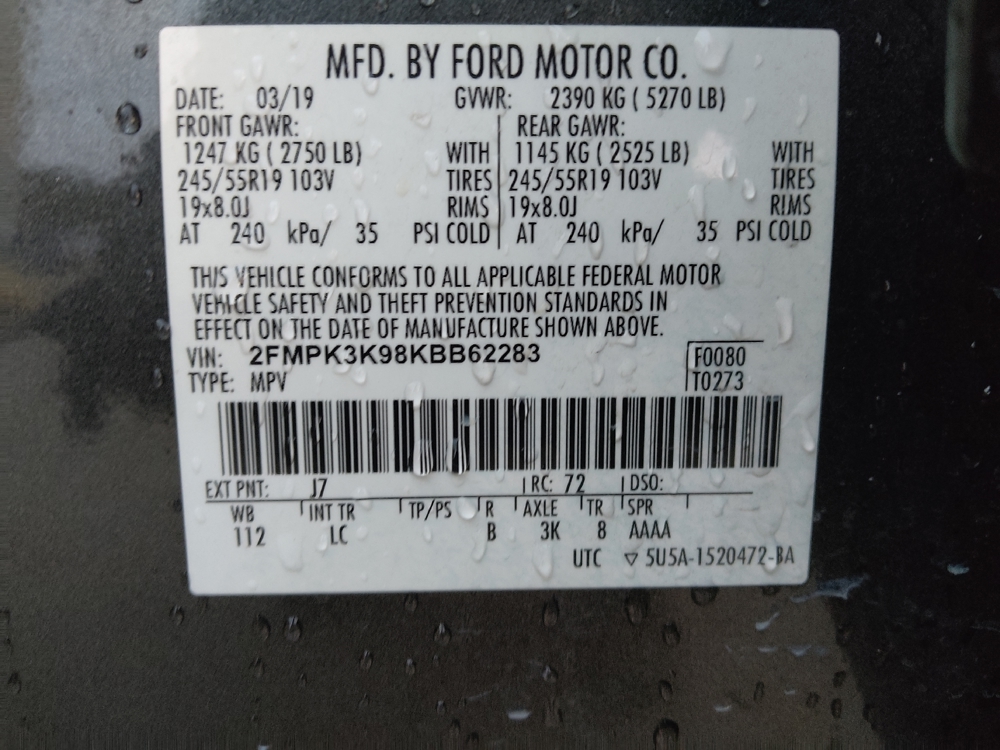 MFD. BY FORD MOTOR CO.
DATE: 03/19 GVWR: 2390 KG ( 5270 LB)
FRONT GAWR: REAR GAWR:
1247 KG ( 2750 LB) WITH 1145 KG ( 2525 LB) WITH
245/55R19 103V TIRES 245/55R19 103V TIRES
19x8.0J RIMS 19x8.0J RIMS
AT 240 kPa/ 35 PSI COLD AT 240 kPa/ 35 PSI COLD
THIS VEHICLE CONFORMS TO ALL APPLICABLE FEDERAL MOTOR
VEHICLE SAFETY AND THEFT PREVENTION STANDARDS IN
EFFECT ON THE DATE OF MANUFACTURE SHOWN ABOVE.
VIN: 2FMPK3K98KBB62283 F0080
TYPE: MPV T0273
EXT PNT: J7 RC: 72 DSO:
WB INT TR TP/PS R AXLE TR SPR
112 LC B 3K 8 AAAA
UTC ▽ 5U5A-1520472-BA